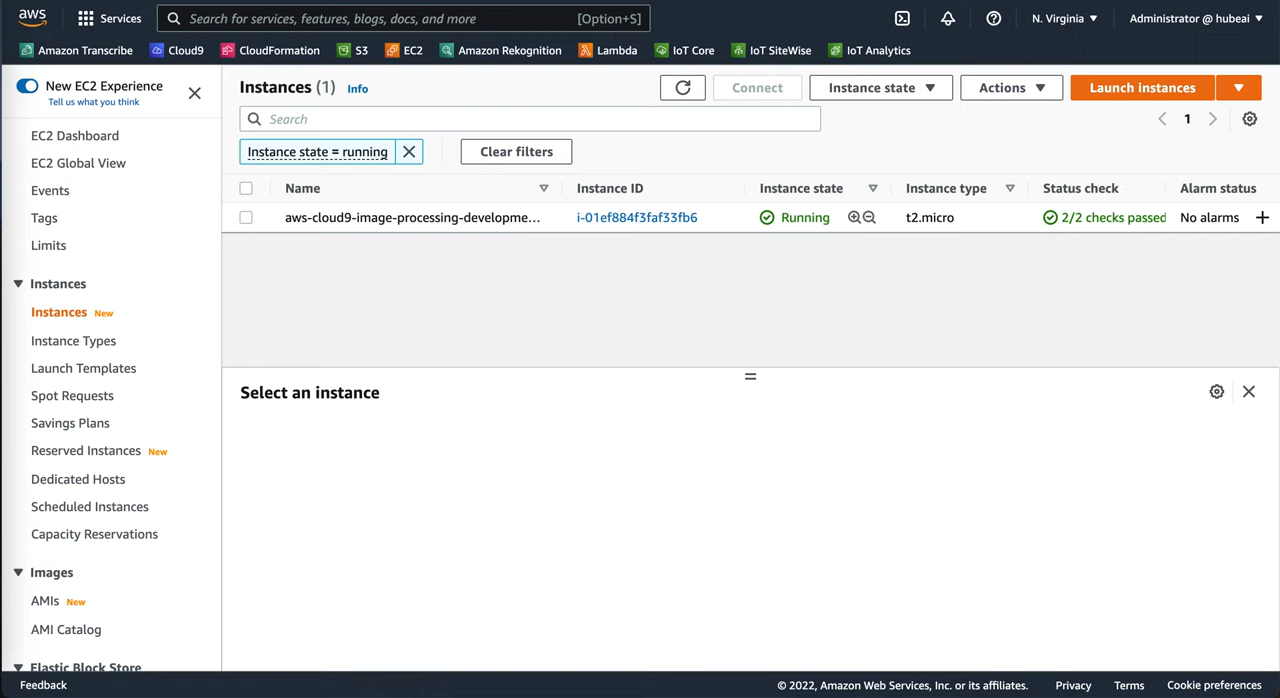 aws
Services
Search for services, features, blogs, docs, and more [Option+S]
N. Virginia
Administrator @ hubeai
Amazon Transcribe
Cloud9
CloudFormation
S3
EC2
Amazon Rekognition
Lambda
IoT Core
IoT SiteWise
IoT Analytics
New EC2 Experience
Tell us what you think
EC2 Dashboard
EC2 Global View
Events
Tags
Limits
Instances
Instances New
Instance Types
Launch Templates
Spot Requests
Savings Plans
Reserved Instances New
Dedicated Hosts
Scheduled Instances
Capacity Reservations
Images
AMIs New
AMI Catalog
Elastic Block Store
Instances (1) Info
Connect
Instance state
Actions
Launch instances
Search
1
Instance state = running
Clear filters
Name Instance ID Instance state Instance type Status check Alarm status
aws-cloud9-image-processing-developme... i-01ef884f3faf33fb6 Running t2.micro 2/2 checks passed No alarms
Select an instance
Feedback
© 2022, Amazon Web Services, Inc. or its affiliates. Privacy Terms Cookie preferences